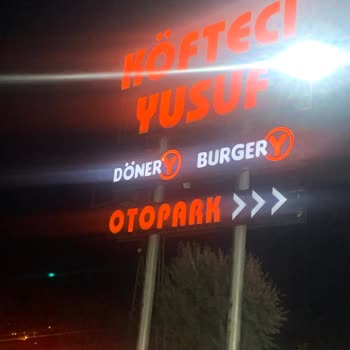 KÖFTECİ
YUSUF
DÖNER Y BURGER Y
OTOPARK >>>